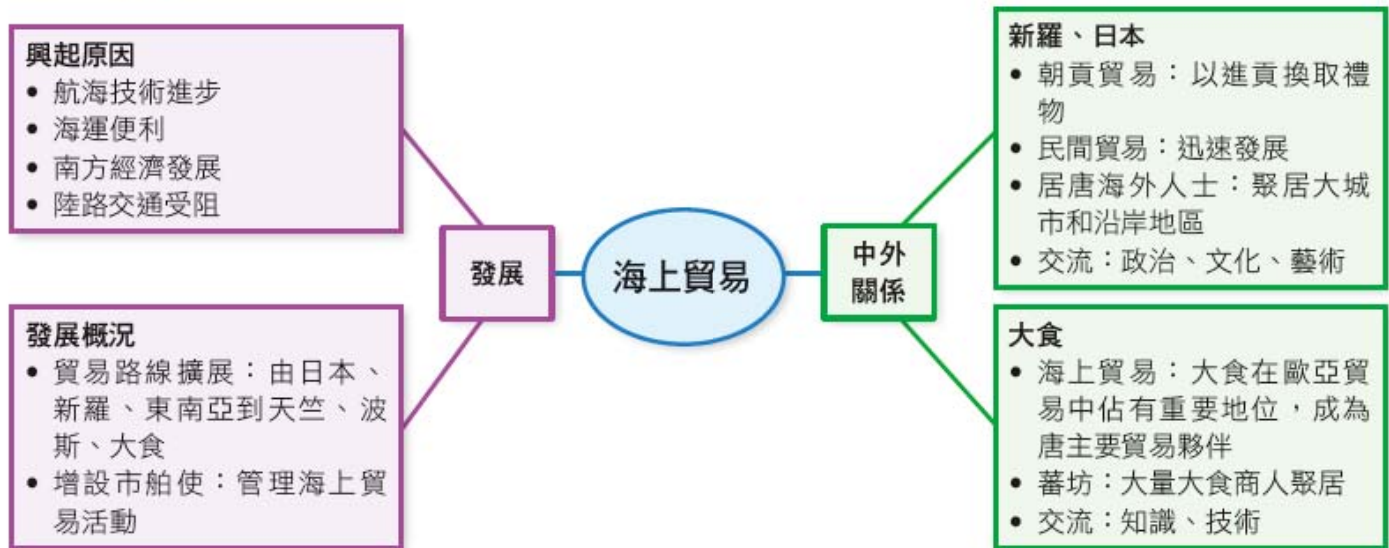 興起原因
• 航海技術進步
• 海運便利
• 南方經濟發展
• 陸路交通受阻
發展概況
• 貿易路線擴展：由日本、
新羅、東南亞到天竺、波
斯、大食
• 增設市舶使：管理海上貿
易活動
發展
海上貿易
中外
關係
新羅、日本
• 朝貢貿易：以進貢換取禮
物
• 民間貿易：迅速發展
• 居唐海外人士：聚居大城
市和沿岸地區
• 交流：政治、文化、藝術
大食
• 海上貿易：大食在歐亞貿
易中佔有重要地位，成為
唐主要貿易夥伴
• 蕃坊：大量大食商人聚居
• 交流：知識、技術